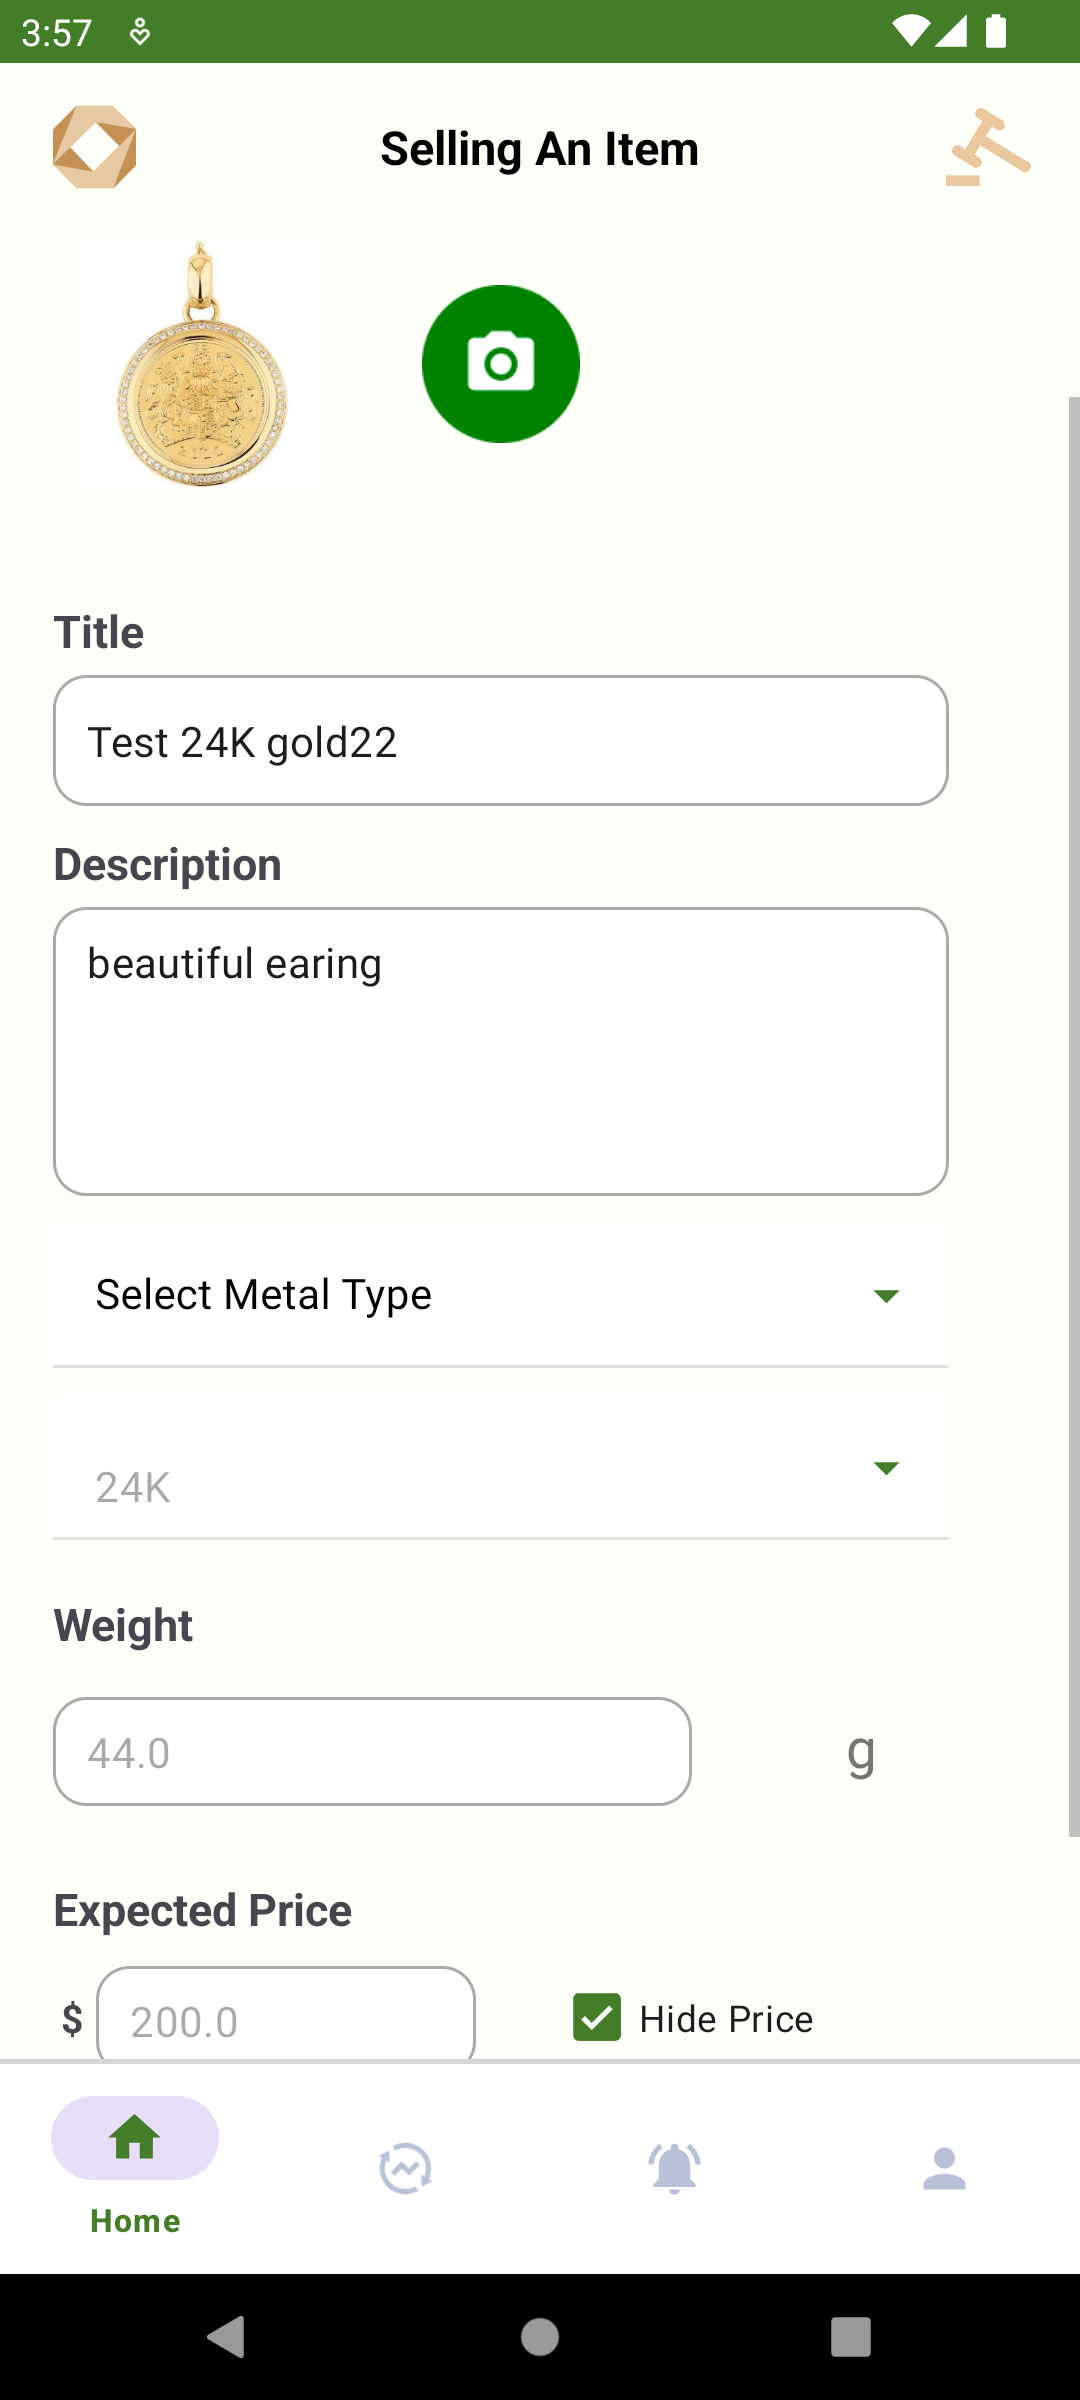 3:57
Selling An Item
Title
Test 24K gold22
Description
beautiful earing
Select Metal Type
24K
Weight
44.0
g
Expected Price
$
200.0
Hide Price
Home